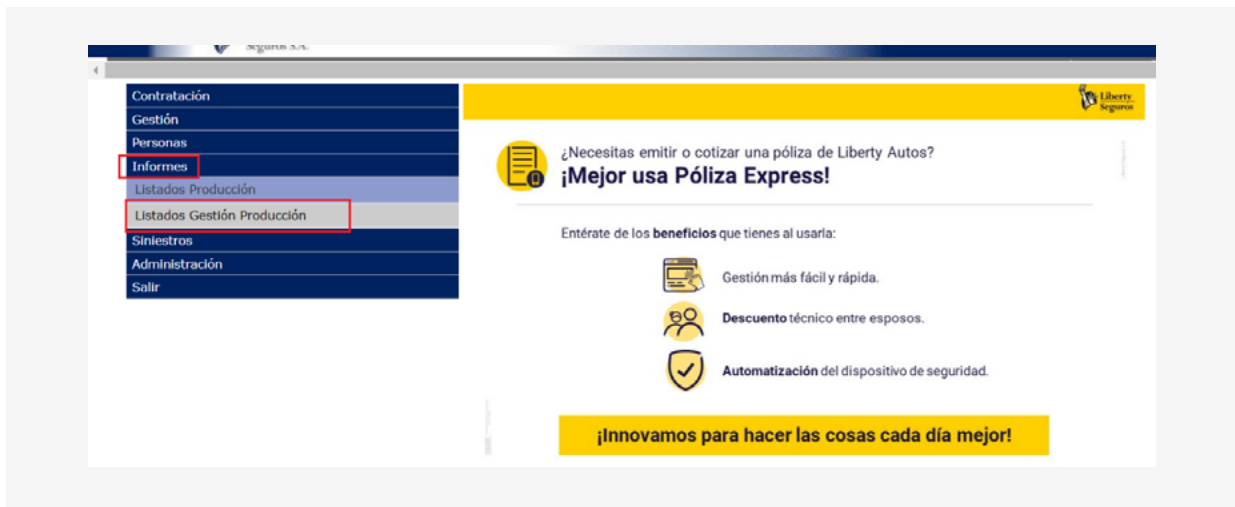 Seguros S.A.
Contratación
Gestión
Personas
Informes
Listados Producción
Listados Gestión Producción
Siniestros
Administración
Salir
Liberty
Seguros
¿Necesitas emitir o cotizar una póliza de Liberty Autos?
¡Mejor usa Póliza Express!
Entérate de los beneficios que tienes al usarla:
Gestión más fácil y rápida.
Descuento técnico entre esposos.
Automatización del dispositivo de seguridad.
¡Innovamos para hacer las cosas cada día mejor!